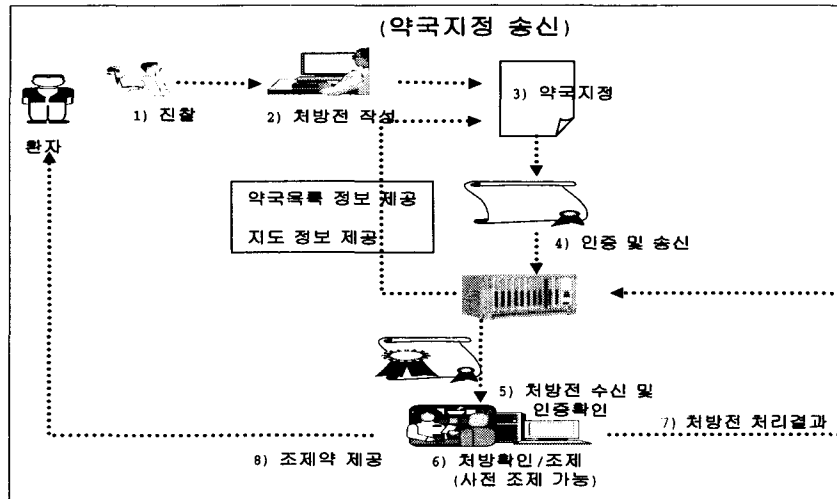 (약국지정 송신)
환자
1) 진찰
2) 처방전 작성
3) 약국지정
약국목록 정보 제공
지도 정보 제공
4) 인증 및 송신
5) 처방전 수신 및
인증확인
6) 처방확인/조제
(사전 조제 가능)
7) 처방전 처리결과
8) 조제약 제공